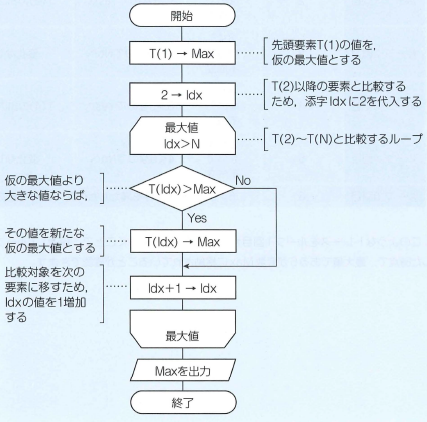 開始
T(1) → Max
先頭要素T(1)の値を,
仮の最大値とする
2 → Idx
T(2)以降の要素と比較する
ため, 添字Idxに2を代入する
最大値
Idx>N
T(2)〜T(N)と比較するループ
仮の最大値より
大きな値ならば,
T(Idx)>Max
No
Yes
その値を新たな
仮の最大値とする
T(Idx) → Max
比較対象を次の
要素に移すため,
Idxの値を1増加
する
Idx+1 → Idx
最大値
Maxを出力
終了